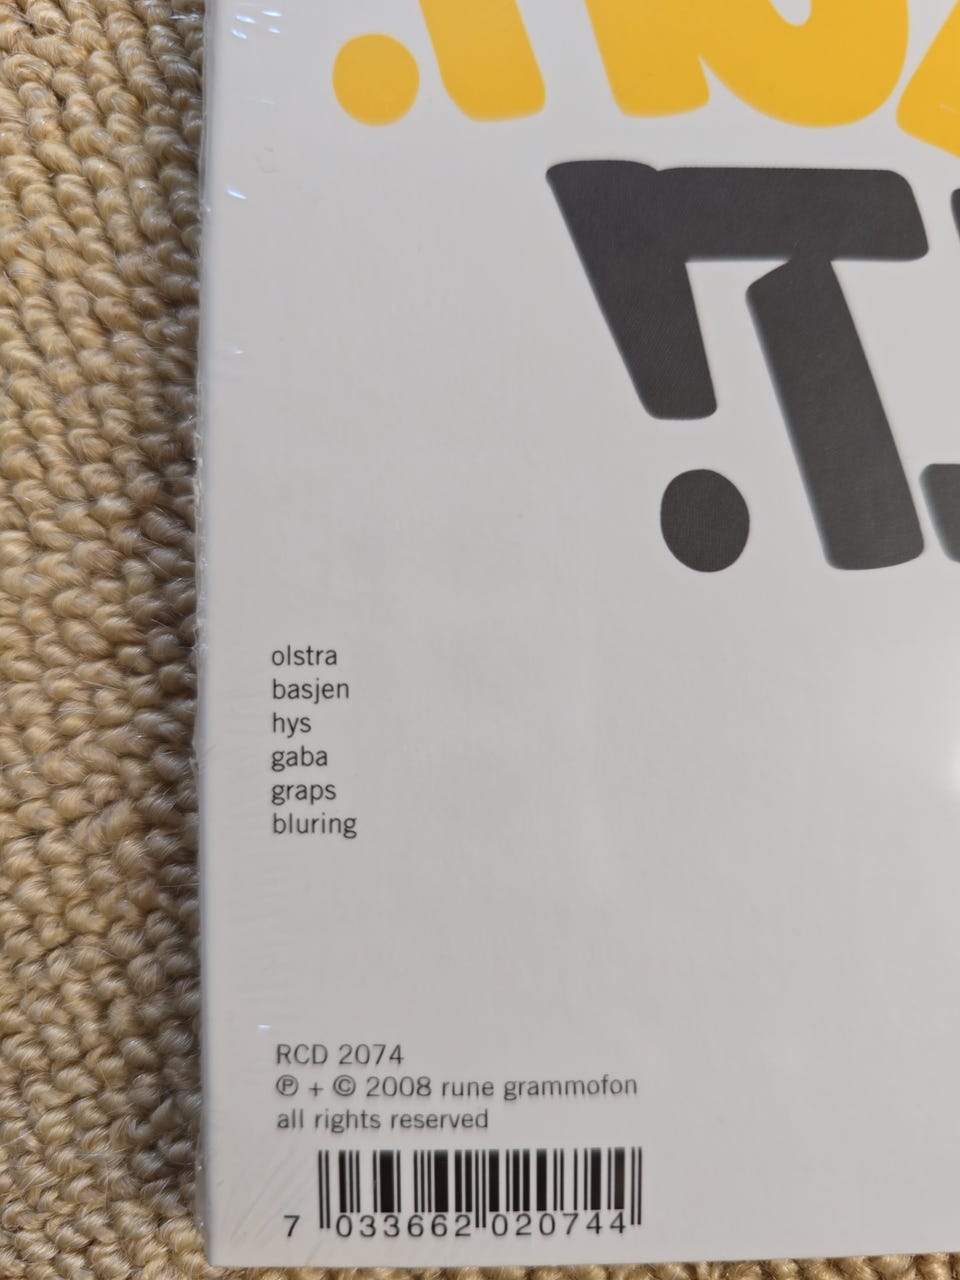 olstra
basjen
hys
gaba
graps
bluring
RCD 2074
℗ + © 2008 rune grammofon
all rights reserved
7 033662 020744